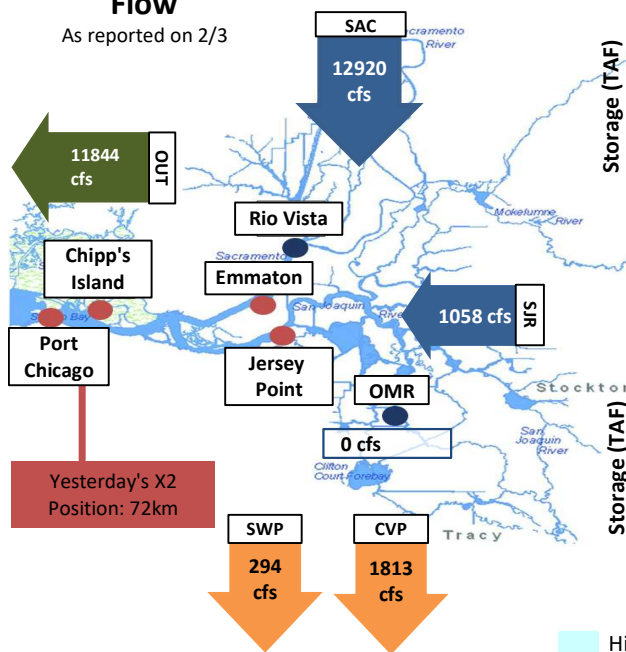 Flow
As reported on 2/3
SAC
Sacramento
River
12920
cfs
Storage (TAF)
11844
cfs
OUT
Mokelumne
River
Rio Vista
Chipp's
Island
Sacramento
Emmaton
San Joaquin
River
1058 cfs
SJR
Port
Chicago
Jersey
Point
OMR
Stockton
0 cfs
San
Joaquin
River
Storage (TAF)
Clifton
Court Forebay
Yesterday's X2
Position: 72km
SWP
CVP
Tracy
294
cfs
1813
cfs
Hi